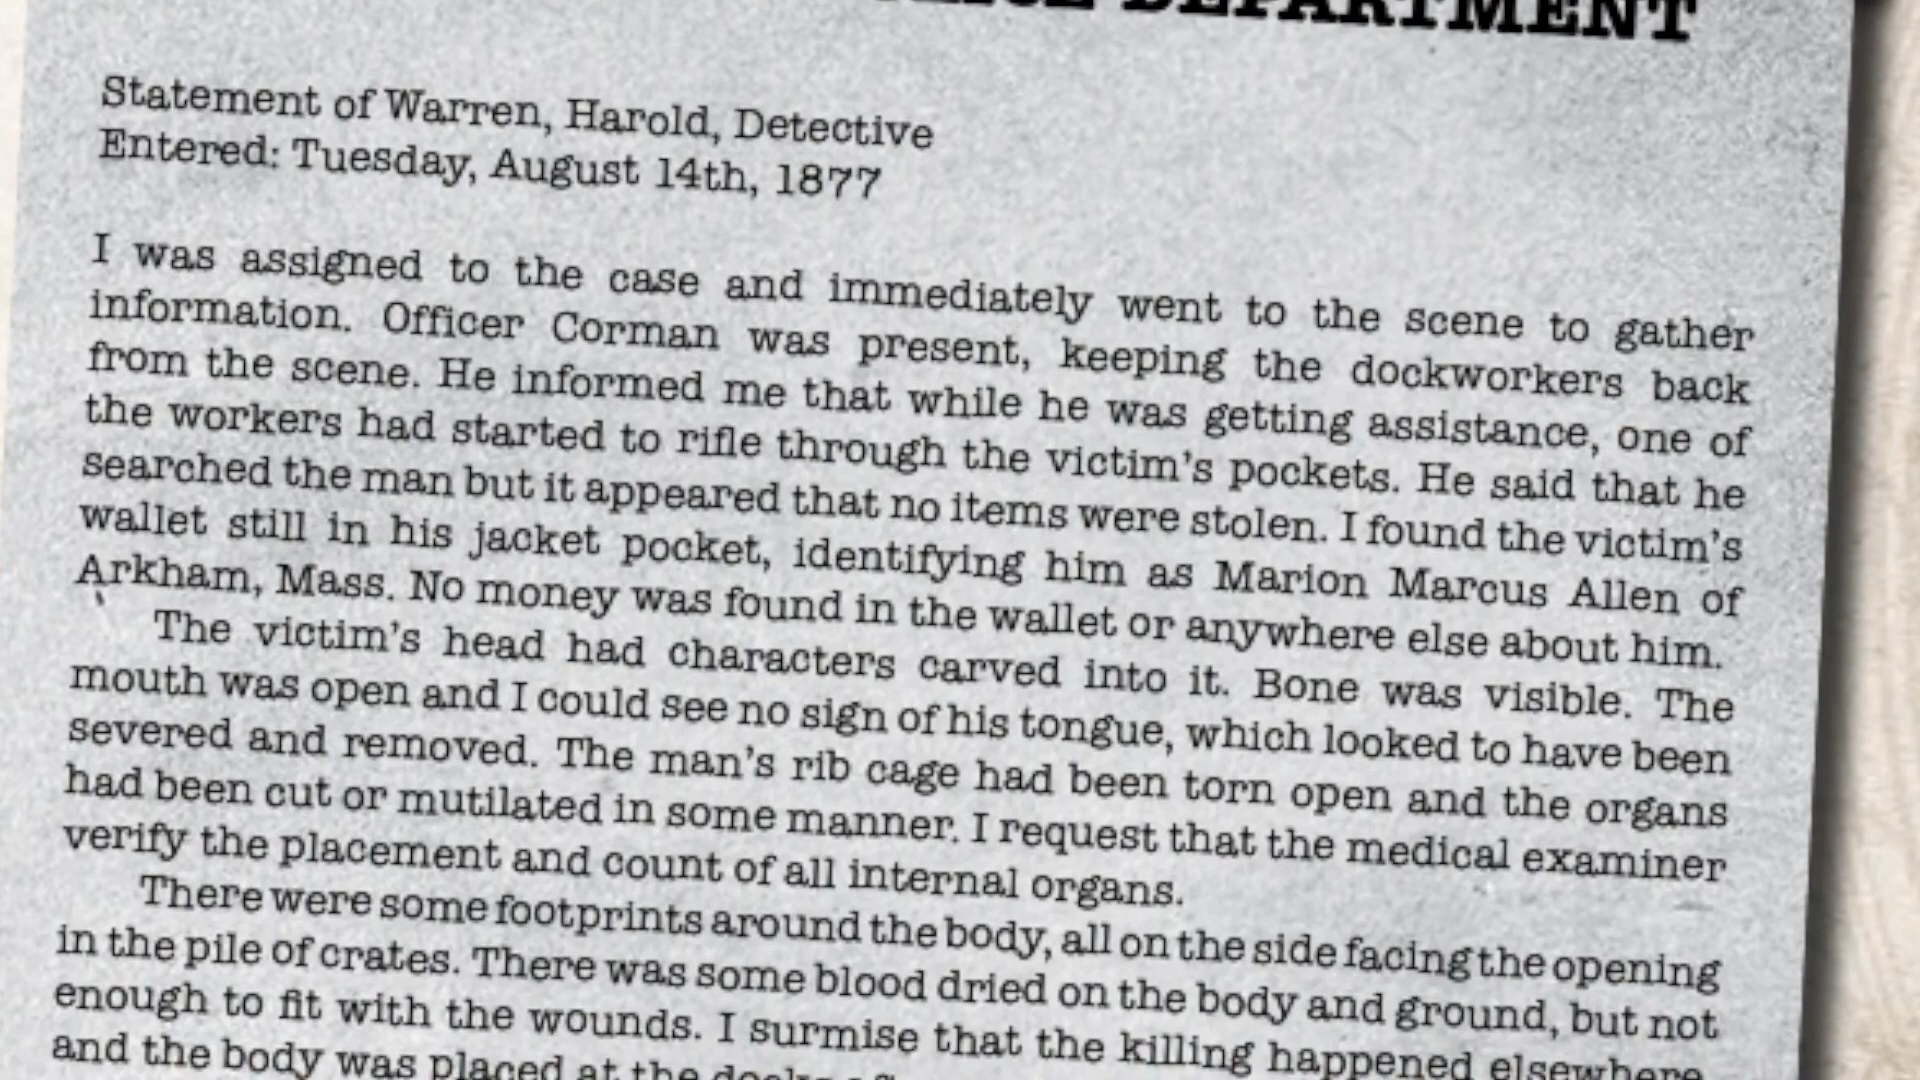 DEPARTMENT
Statement of Warren, Harold, Detective
Entered: Tuesday, August 14th, 1877
I was assigned to the case and immediately went to the scene to gather
information. Officer Corman was present, keeping the dockworkers back
from the scene. He informed me that while he was getting assistance, one of
the workers had started to rifle through the victim's pockets. He said that he
searched the man but it appeared that no items were stolen. I found the victim's
wallet still in his jacket pocket, identifying him as Marion Marcus Allen of
Arkham, Mass. No money was found in the wallet or anywhere else about him.
The victim's head had characters carved into it. Bone was visible. The
mouth was open and I could see no sign of his tongue, which looked to have been
severed and removed. The man's rib cage had been torn open and the organs
had been cut or mutilated in some manner. I request that the medical examiner
verify the placement and count of all internal organs.
There were some footprints around the body, all on the side facing the opening
in the pile of crates. There was some blood dried on the body and ground, but not
enough to fit with the wounds. I surmise that the killing happened elsewhere
and the body was placed at the